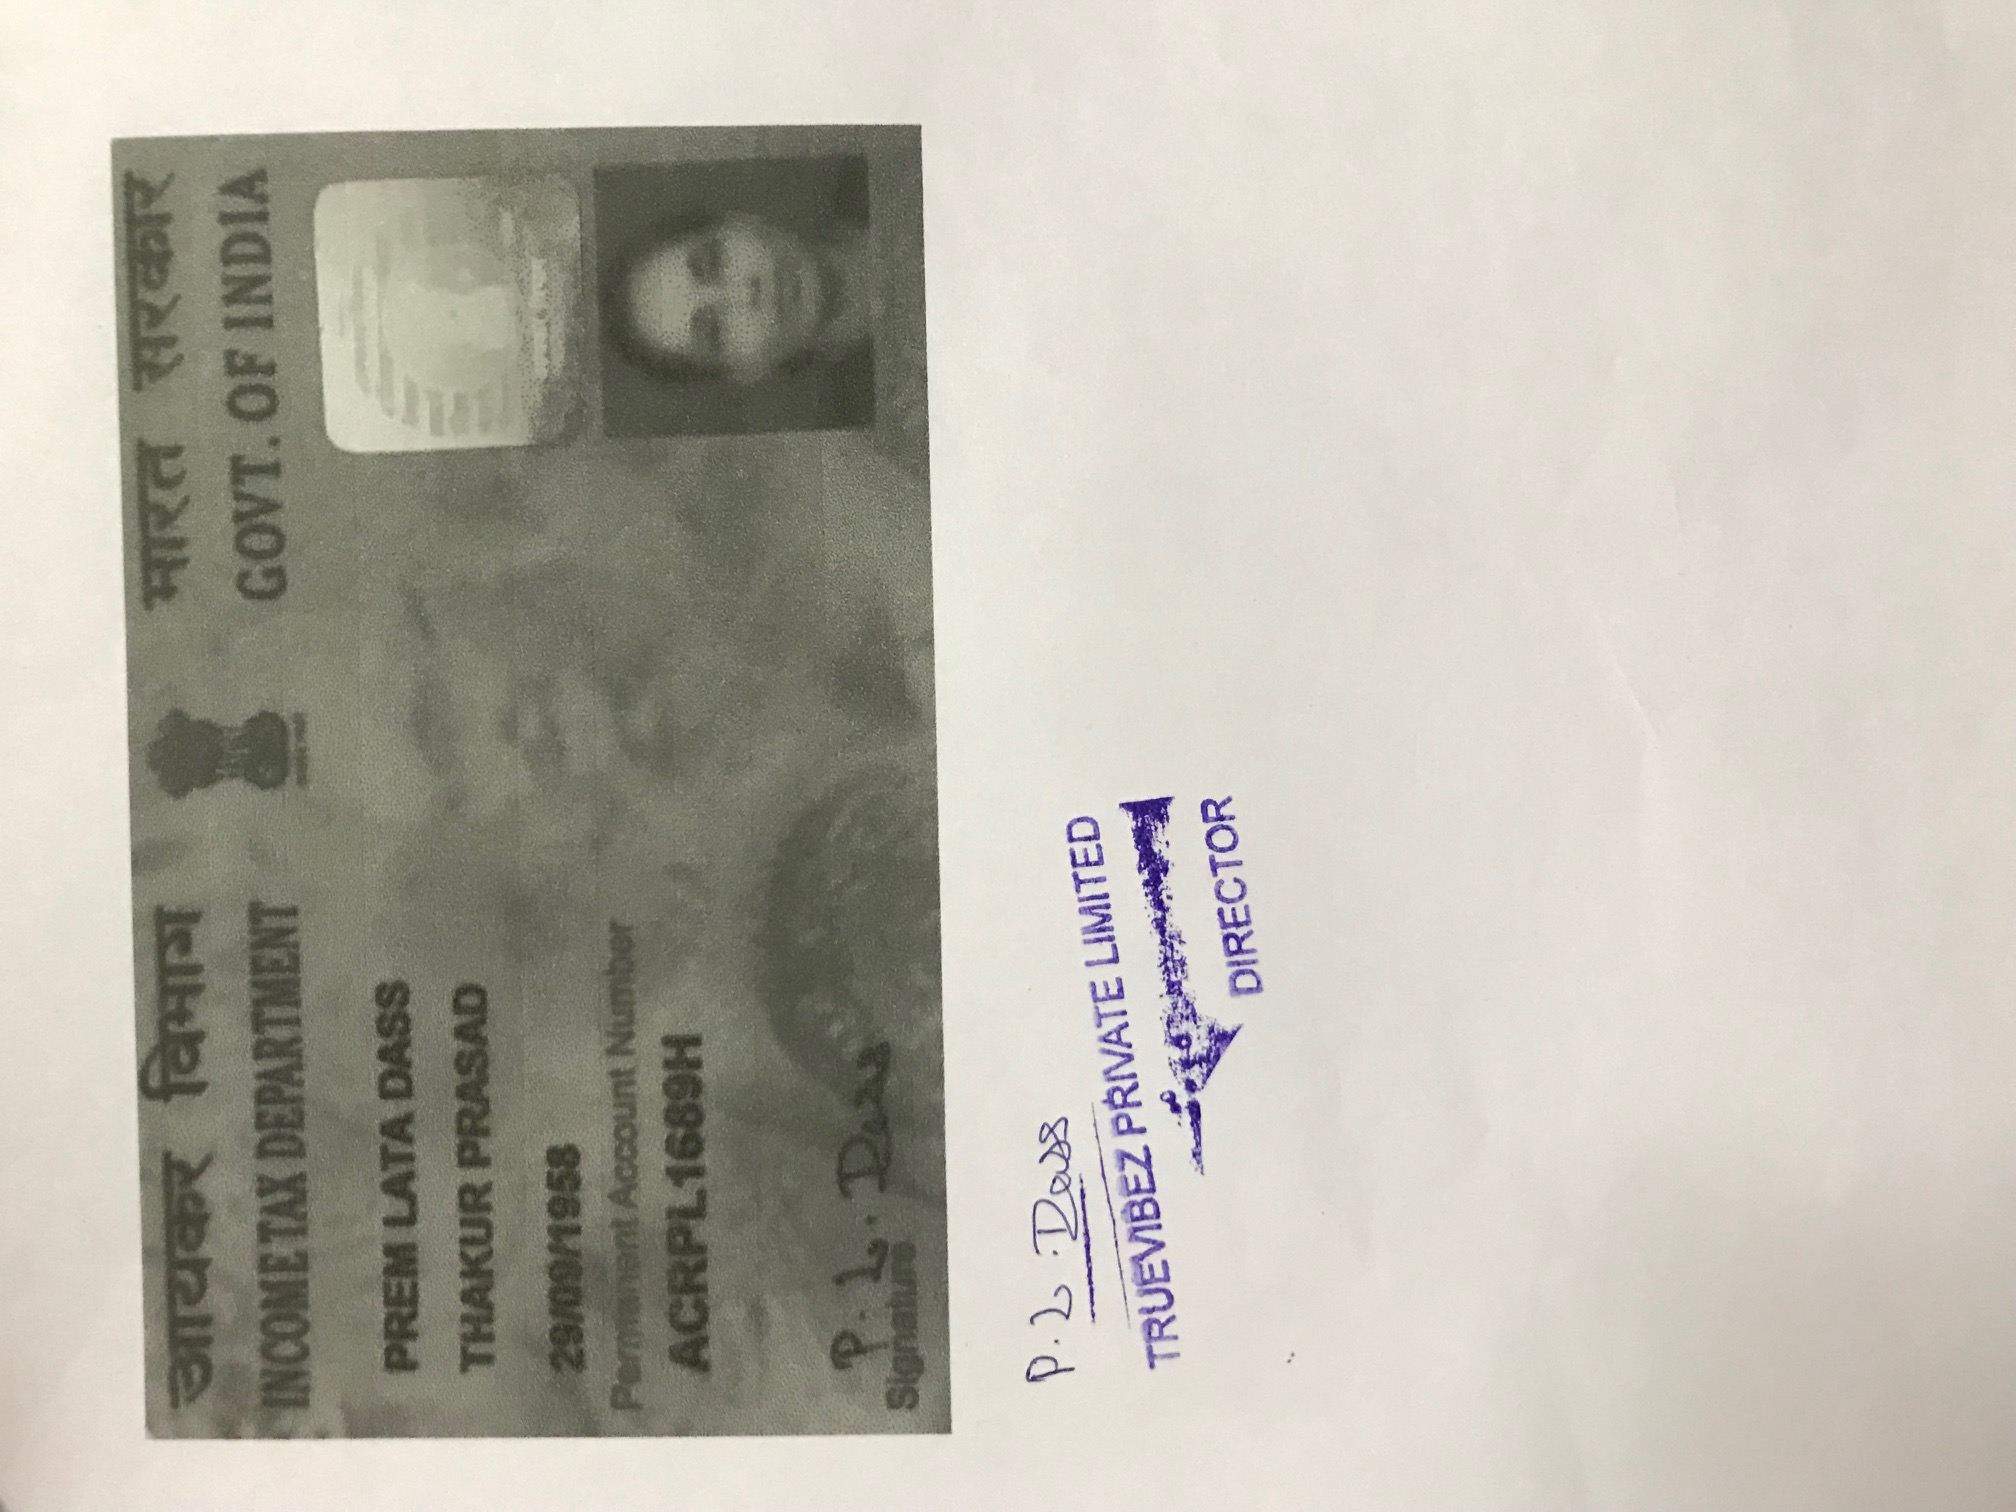 आयकर विभाग
भारत सरकार
INCOME TAX DEPARTMENT
GOVT. OF INDIA
PREM LATA DASS
THAKUR PRASAD
29/09/1958
Permanent Account Number
ACRPL1689H
P. L. Dass
Signature
P. L. Dass
TRUEVIBEZ PRIVATE LIMITED
DIRECTOR